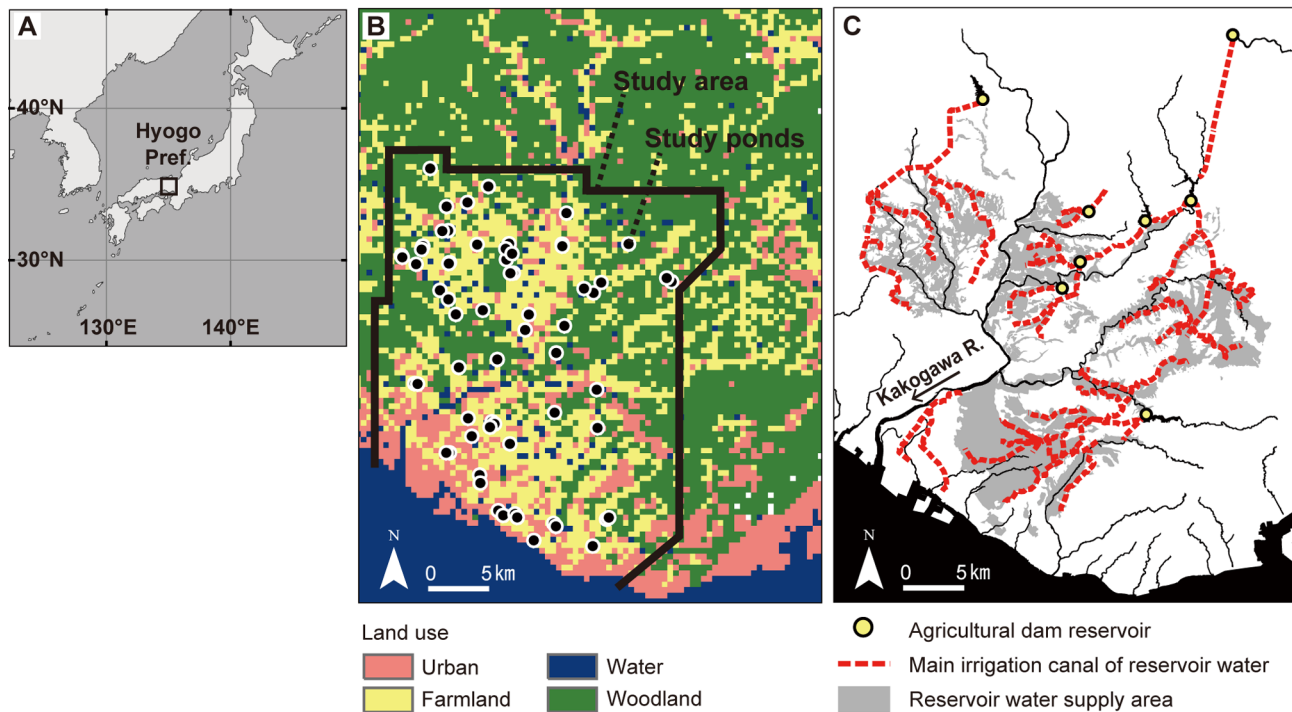 A
40°N
Hyogo
Pref.
30°N
130°E
140°E
B
Study area
Study ponds
N
0 5km
Land use
Urban
Water
Farmland
Woodland
C
Kakogawa R.
N
0 5km
Agricultural dam reservoir
Main irrigation canal of reservoir water
Reservoir water supply area